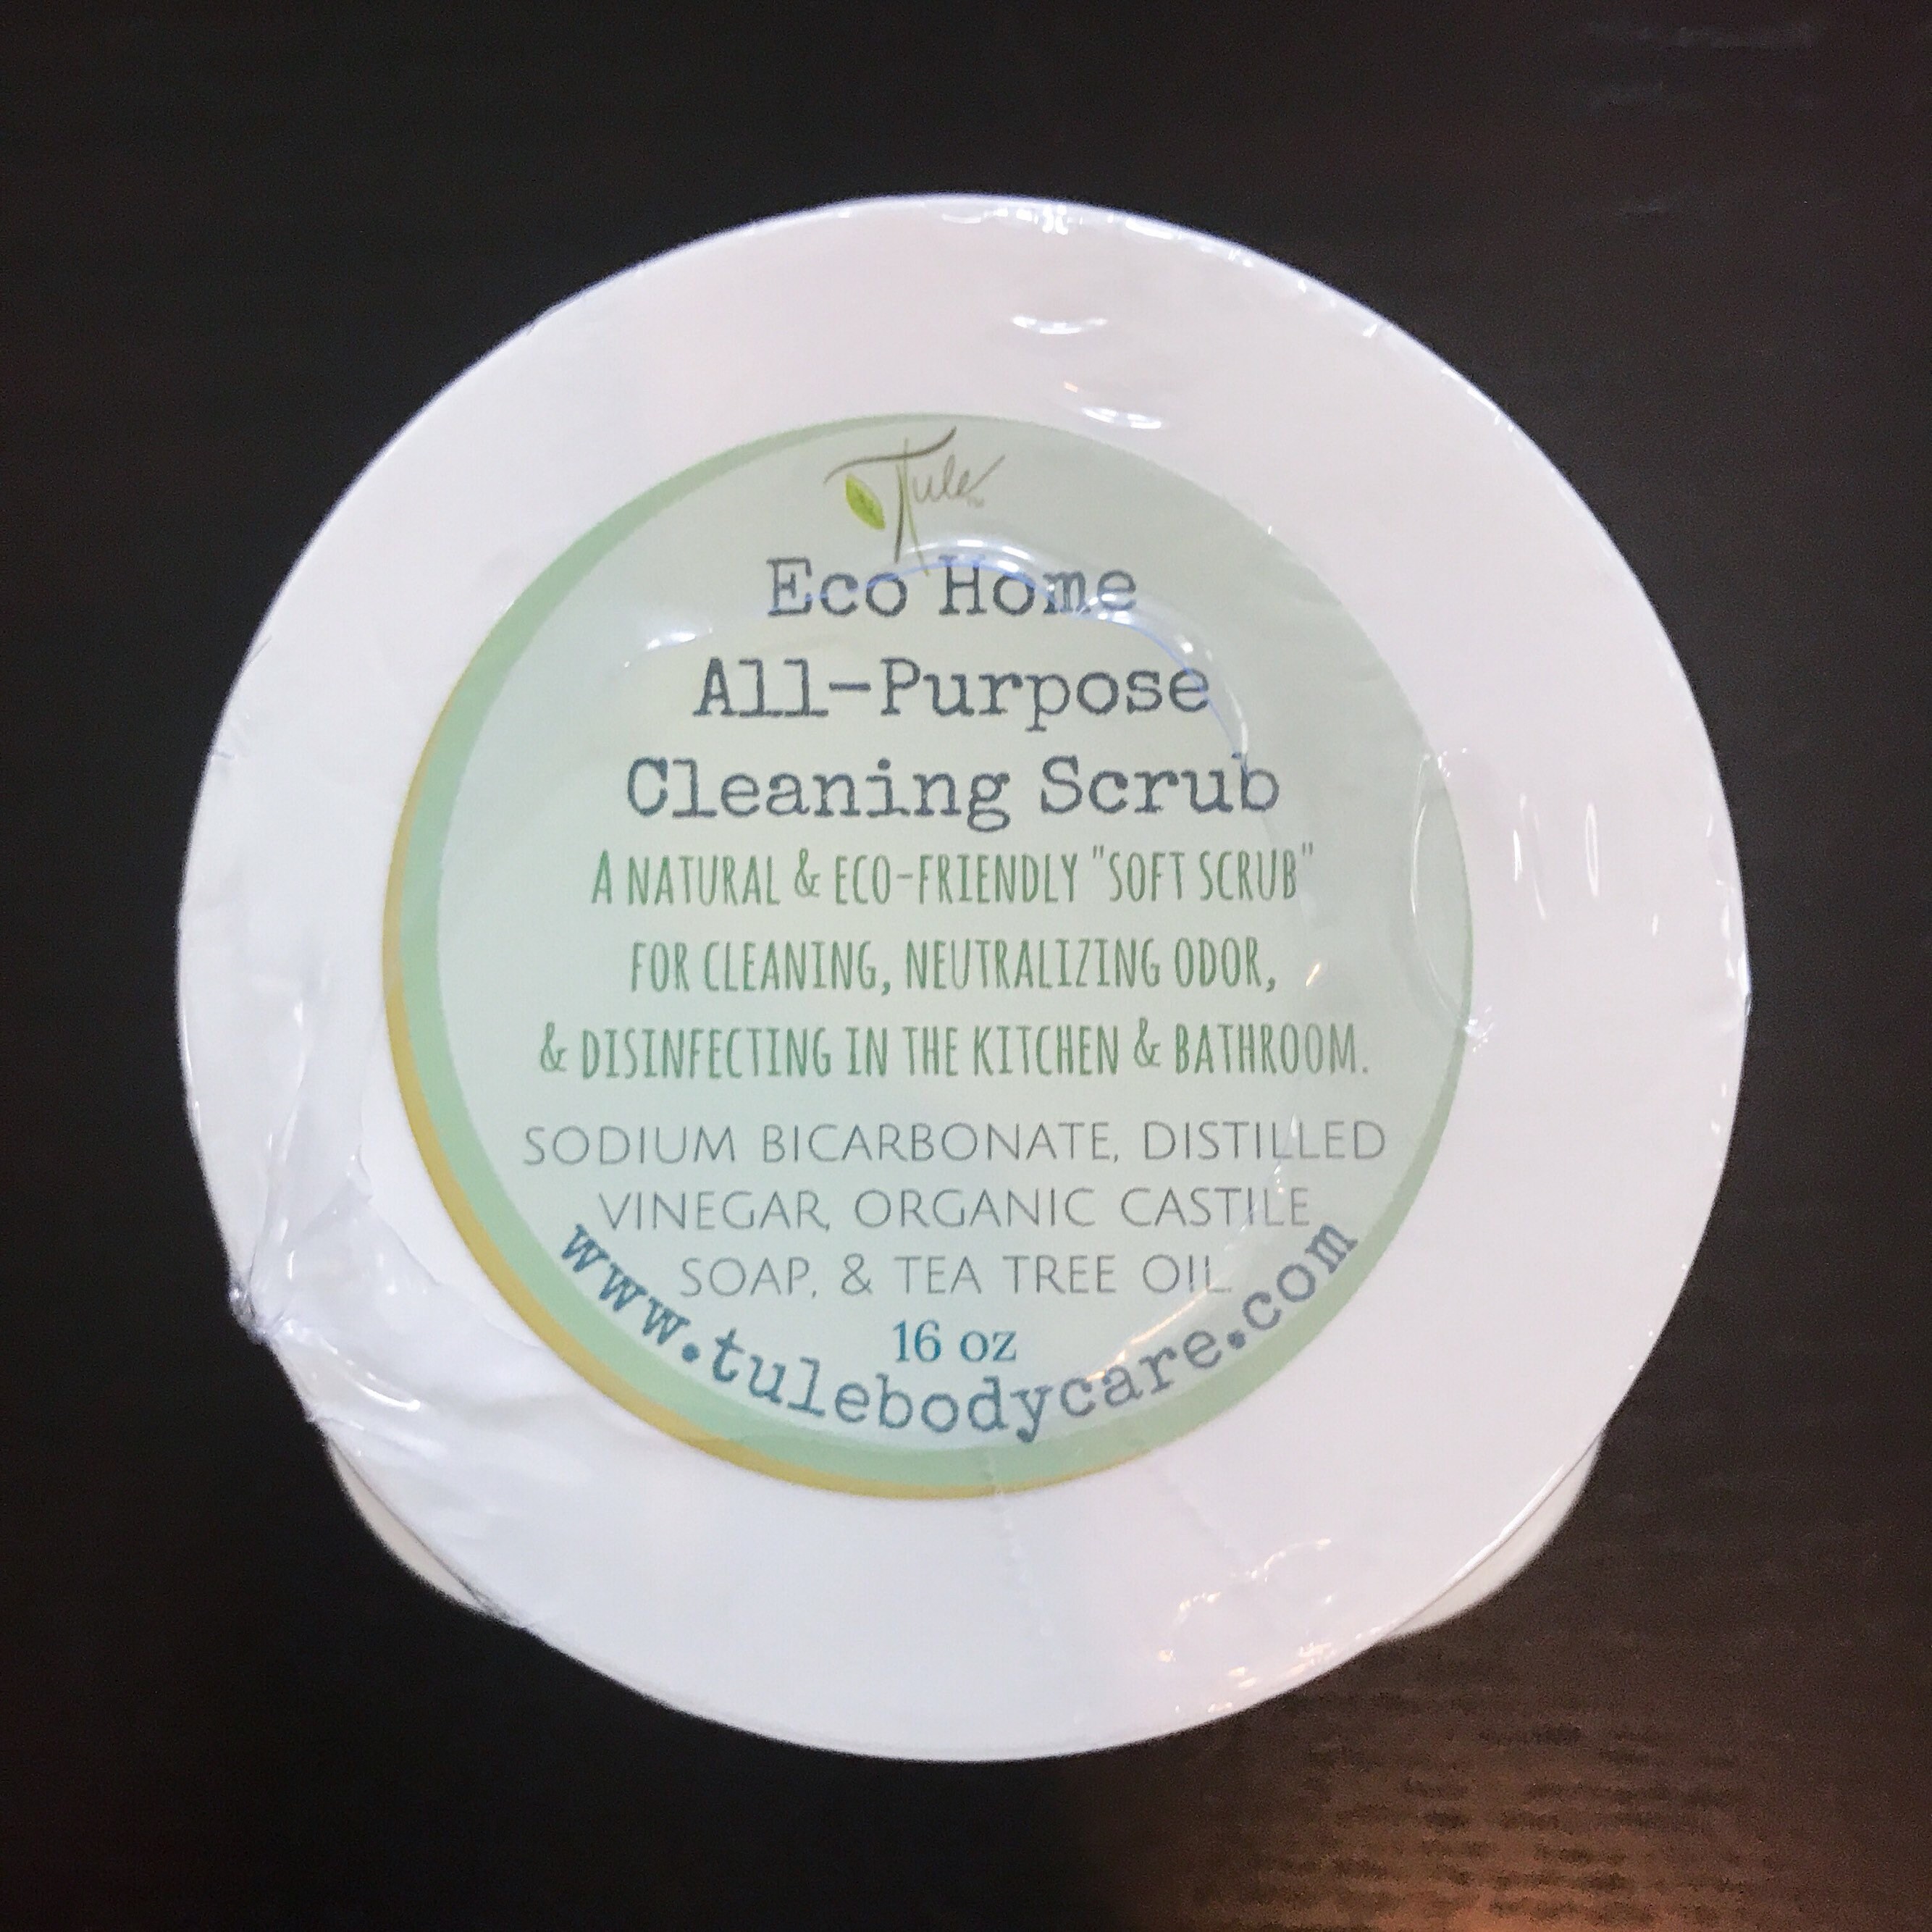 Tule™
Eco Home
All-Purpose
Cleaning Scrub
A NATURAL & ECO-FRIENDLY "SOFT SCRUB"
FOR CLEANING, NEUTRALIZING ODOR,
& DISINFECTING IN THE KITCHEN & BATHROOM.
SODIUM BICARBONATE, DISTILLED
VINEGAR, ORGANIC CASTILE
SOAP, & TEA TREE OIL.
16 oz
www.tulebodycare.com